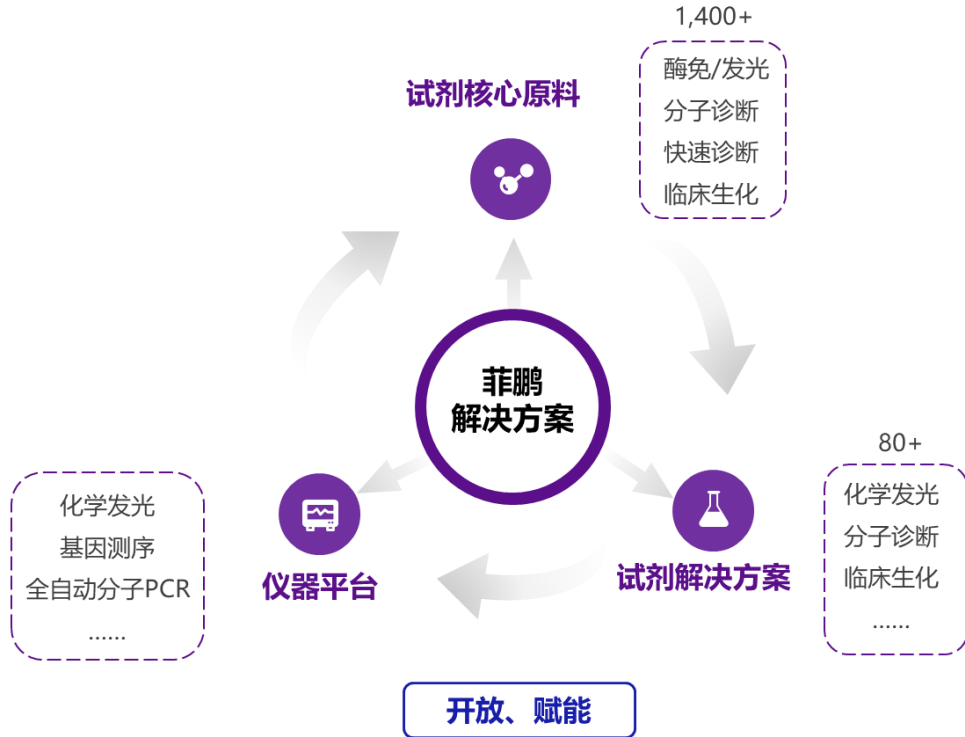 1,400+
试剂核心原料
酶免/发光
分子诊断
快速诊断
临床生化
菲鹏
解决方案
80+
化学发光
分子诊断
临床生化
......
试剂解决方案
化学发光
基因测序
全自动分子PCR
......
仪器平台
开放、赋能